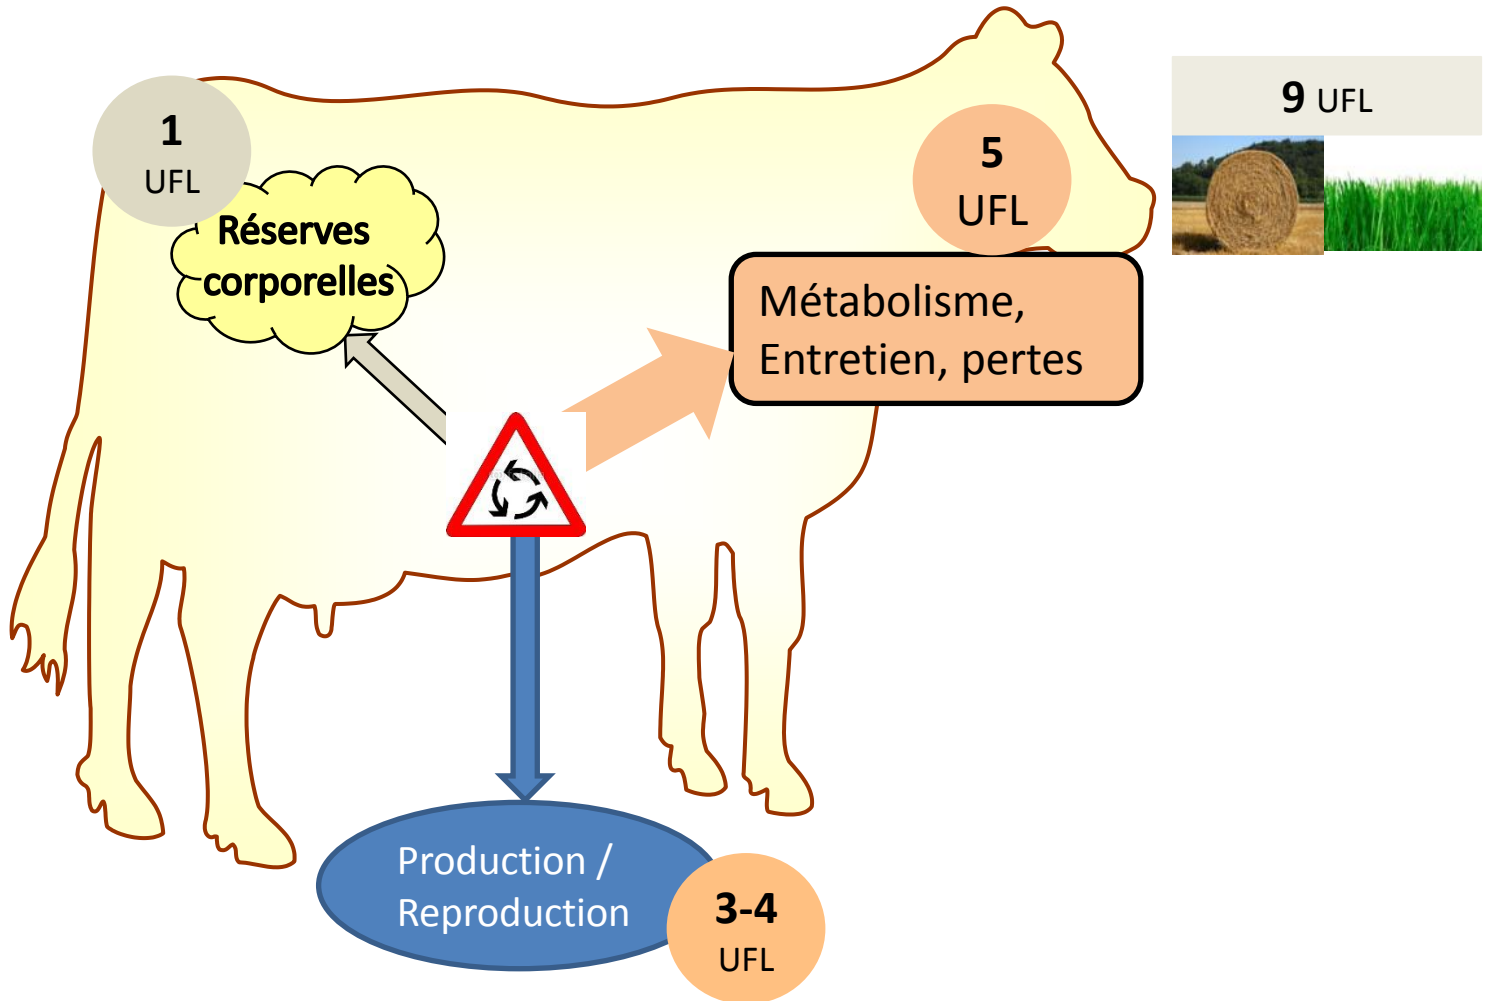 1
UFL
Réserves
corporelles
5
UFL
9 UFL
Métabolisme,
Entretien, pertes
Production /
Reproduction
3-4
UFL